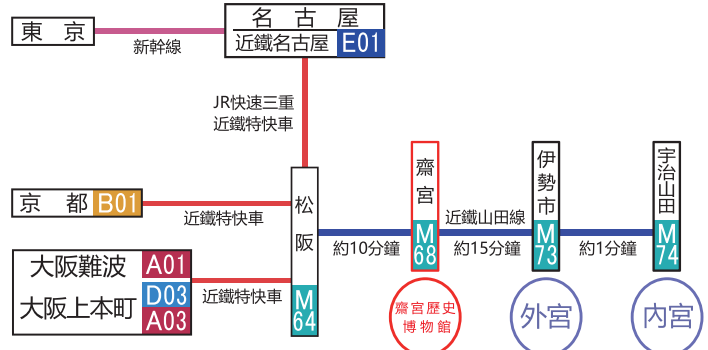 東 京
新幹線
名 古 屋
近鐵名古屋 E01
JR快速三重
近鐵特快車
京 都 B01
近鐵特快車
大阪難波 A01
大阪上本町 D03
A03
近鐵特快車
松阪
M
64
約10分鐘
齋宮
M
68
近鐵山田線
約15分鐘
伊勢市
M
73
約1分鐘
宇治山田
M
74
齋宮歷史
博物館
外宮
內宮